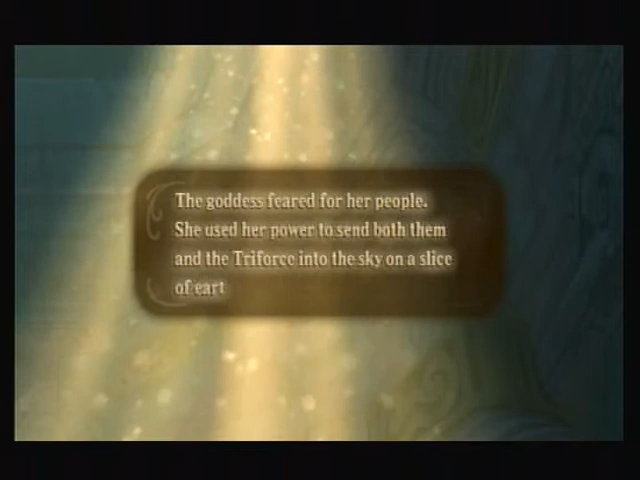 The goddess feared for her people.
She used her power to send both them
and the Triforce into the sky on a slice
of eart